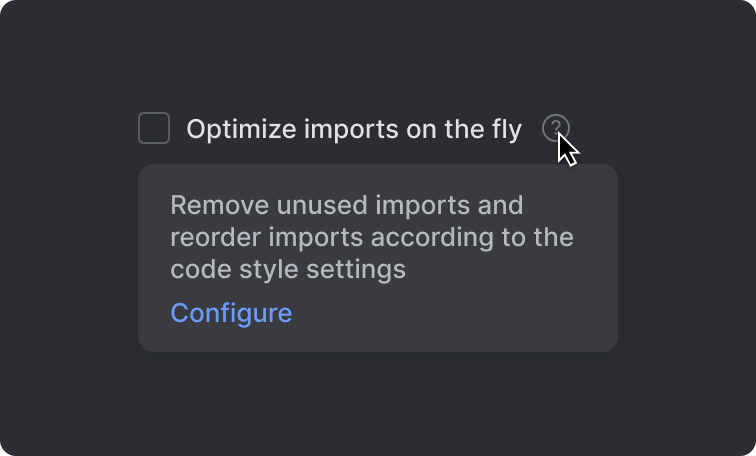 Optimize imports on the fly ?
Remove unused imports and
reorder imports according to the
code style settings
Configure